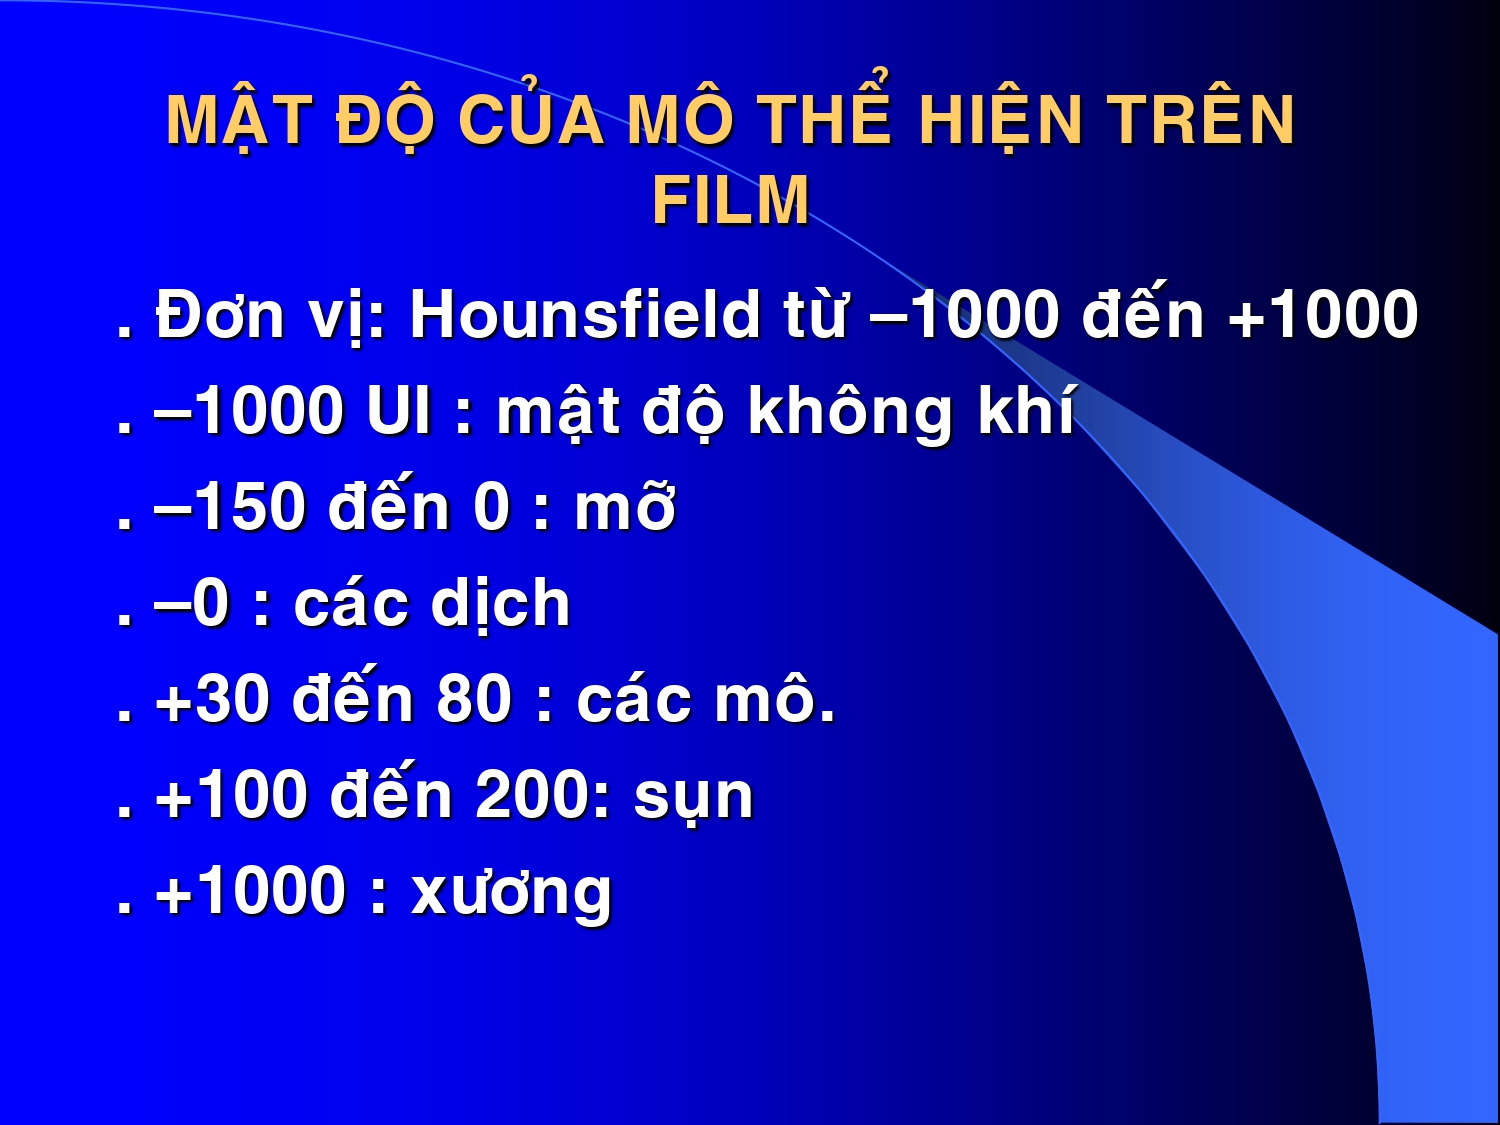 MẬT ĐỘ CỦA MÔ THỂ HIỆN TRÊN
FILM
. Đơn vị: Hounsfield từ –1000 đến +1000
. –1000 UI : mật độ không khí
. –150 đến 0 : mỡ
. –0 : các dịch
. +30 đến 80 : các mô.
. +100 đến 200: sụn
. +1000 : xương